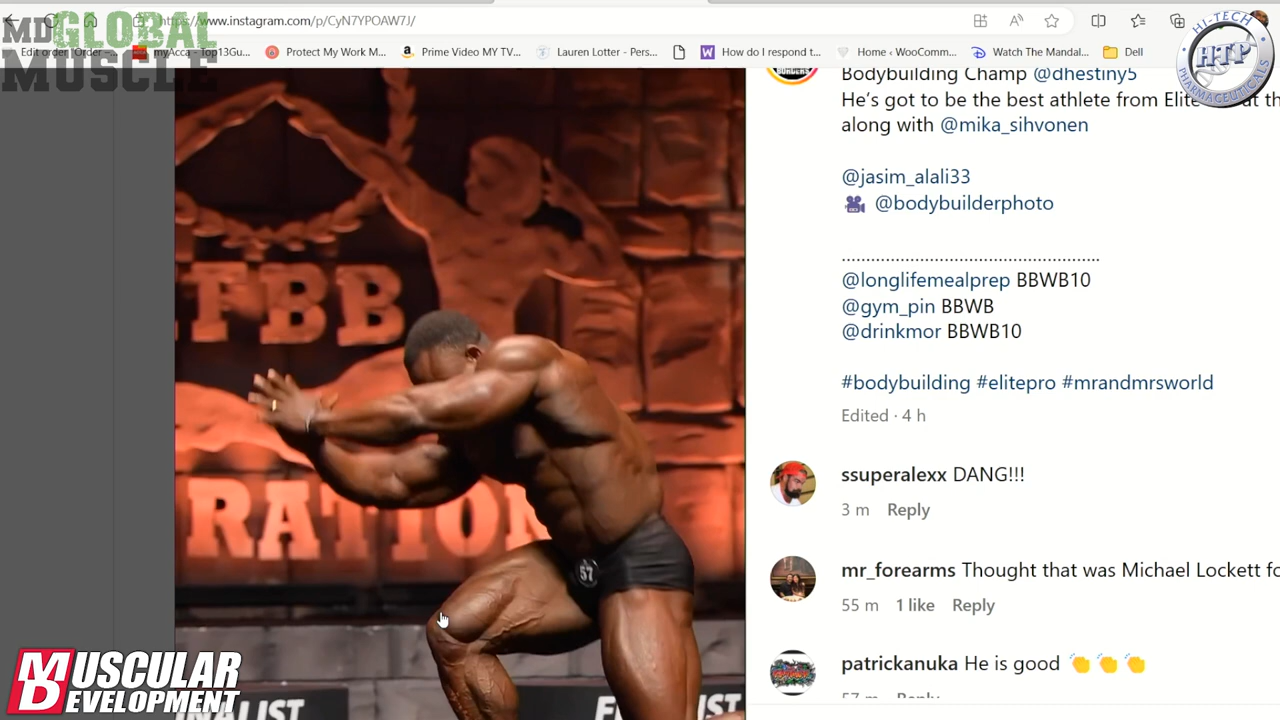 MD GLOBAL
MUSCLE
https://www.instagram.com/p/CyN7YPOAW7J/
HI-TECH
HTP
PHARMACEUTICALS
Edit order "Order –...
myAcca - Top13Gu...
Protect My Work M...
Prime Video MY TV...
Lauren Lotter - Pers...
How do I respond t...
Home ‹ WooComm...
Watch The Mandal...
Dell
Bodybuilding Champ @dhestiny5
He's got to be the best athlete from Elite
along with @mika_sihvonen
@jasim_alali33
@bodybuilderphoto
@longlifemealprep BBWB10
@gym_pin BBWB
@drinkmor BBWB10
#bodybuilding #elitepro #mrandmrsworld
Edited · 4 h
ssuperalexx DANG!!!
3 m Reply
mr_forearms Thought that was Michael Lockett
55 m 1 like Reply
patrickanuka He is good 👏👏👏
57 m Reply
FBB
RATION
57
MUSCULAR
DEVELOPMENT